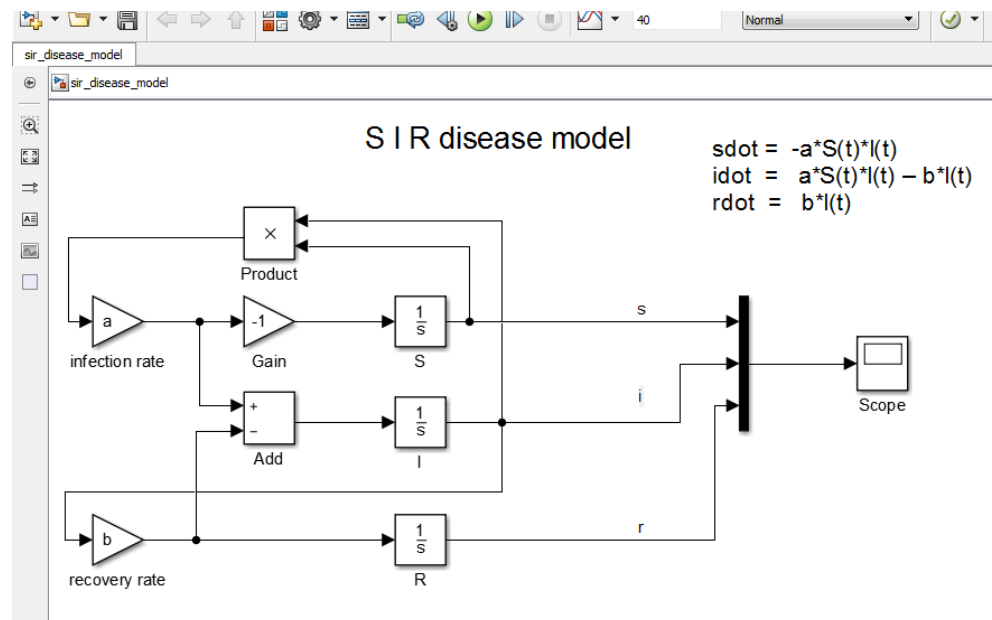 40
Normal
sir_disease_model
sir_disease_model
S I R disease model
sdot = -a*S(t)*I(t)
idot = a*S(t)*I(t) – b*I(t)
rdot = b*I(t)
×
Product
a
infection rate
-1
Gain
1
s
S
s
+
−
Add
1
s
I
i
Scope
b
recovery rate
1
s
R
r